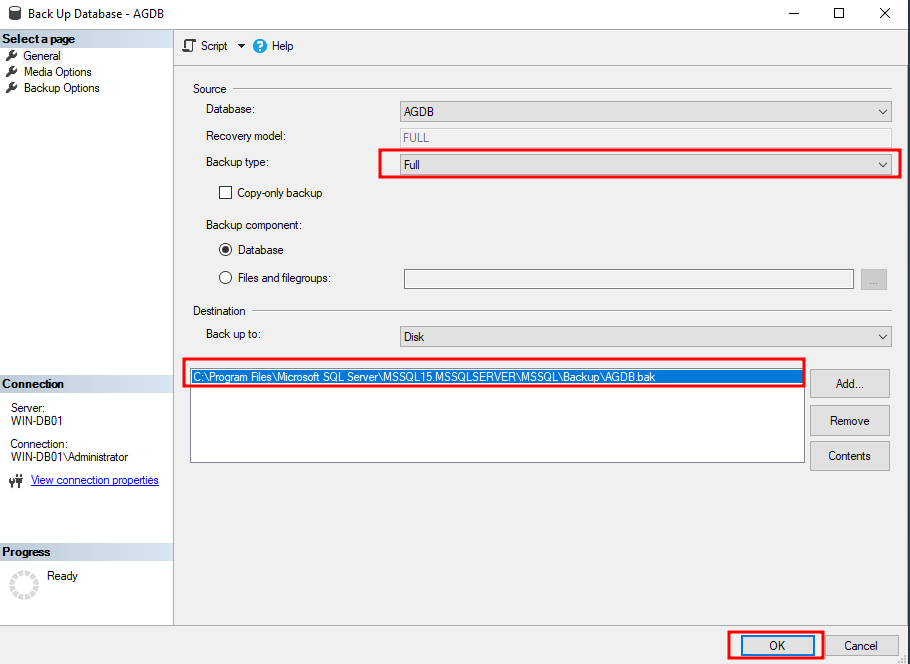 Back Up Database - AGDB
Select a page
General
Media Options
Backup Options
Script
Help
Source
Database:
AGDB
Recovery model:
FULL
Backup type:
Full
Copy-only backup
Backup component:
Database
Files and filegroups:
...
Destination
Back up to:
Disk
C:\Program Files\Microsoft SQL Server\MSSQL15.MSSQLSERVER\MSSQL\Backup\AGDB.bak
Add...
Remove
Contents
Connection
Server:
WIN-DB01
Connection:
WIN-DB01\Administrator
View connection properties
Progress
Ready
OK
Cancel